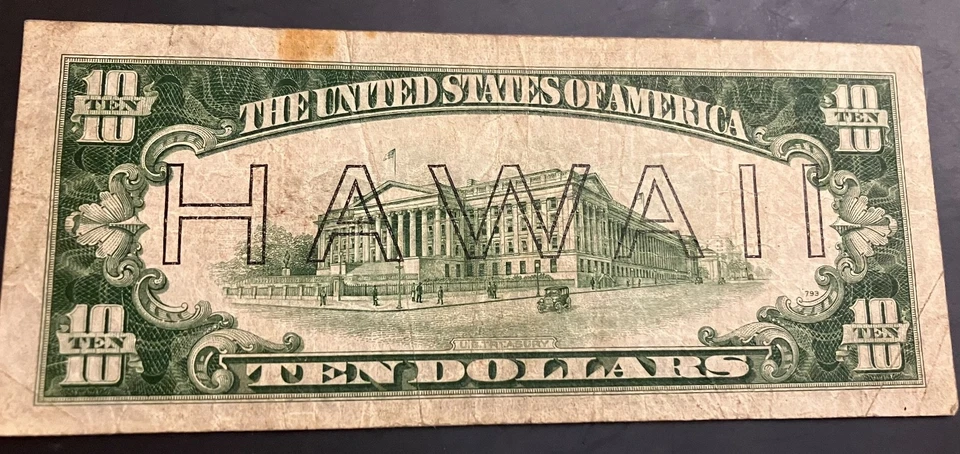 10 TEN 10
THE UNITED STATES OF AMERICA
10 TEN 10
HAWAII
793
U.S. TREASURY
10 TEN 10
TEN DOLLARS
10 TEN 10